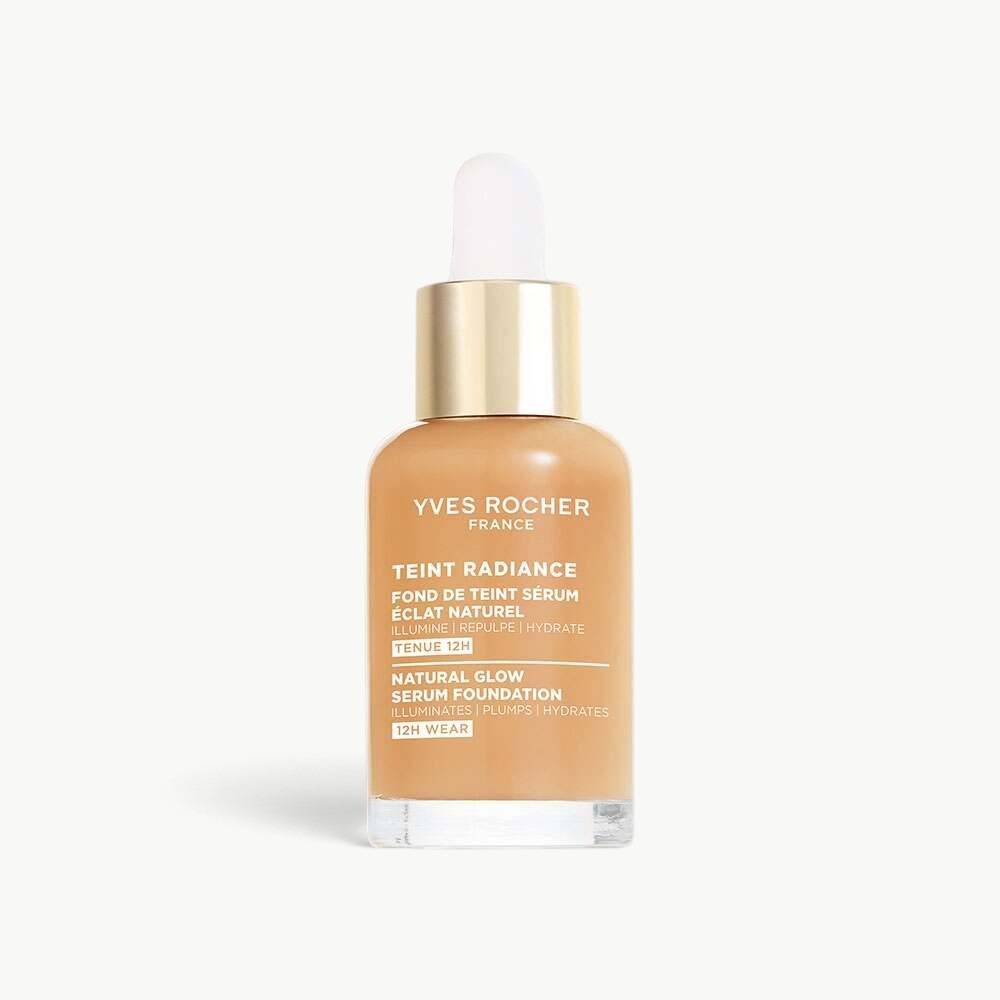 YVES ROCHER
FRANCE
TEINT RADIANCE
FOND DE TEINT SÉRUM
ÉCLAT NATUREL
ILLUMINE | REPULPE | HYDRATE
TENUE 12H
NATURAL GLOW
SERUM FOUNDATION
ILLUMINATES | PLUMPS | HYDRATES
12H WEAR